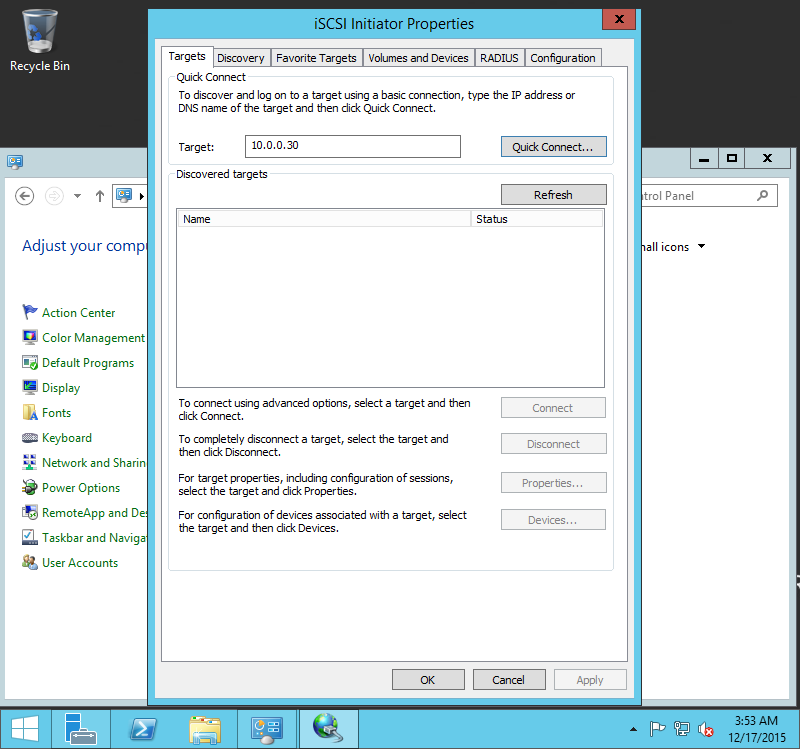 Recycle Bin
iSCSI Initiator Properties
Targets
Discovery
Favorite Targets
Volumes and Devices
RADIUS
Configuration
Quick Connect
To discover and log on to a target using a basic connection, type the IP address or
DNS name of the target and then click Quick Connect.
Target:
10.0.0.30
Quick Connect...
Discovered targets
Refresh
Name
Status
To connect using advanced options, select a target and then
click Connect.
Connect
To completely disconnect a target, select the target and
then click Disconnect.
Disconnect
For target properties, including configuration of sessions,
select the target and click Properties.
Properties...
For configuration of devices associated with a target, select
the target and then click Devices.
Devices...
OK
Cancel
Apply
trol Panel
Adjust your compu
all icons
Action Center
Color Management
Default Programs
Display
Fonts
Keyboard
Network and Sharin
Power Options
RemoteApp and Des
Taskbar and Naviga
User Accounts
3:53 AM
12/17/2015